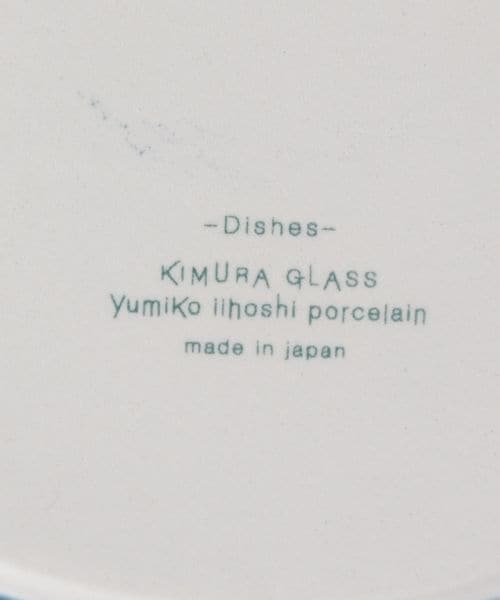 -Dishes-
KIMURA GLASS
yumiko iihoshi porcelain
made in japan